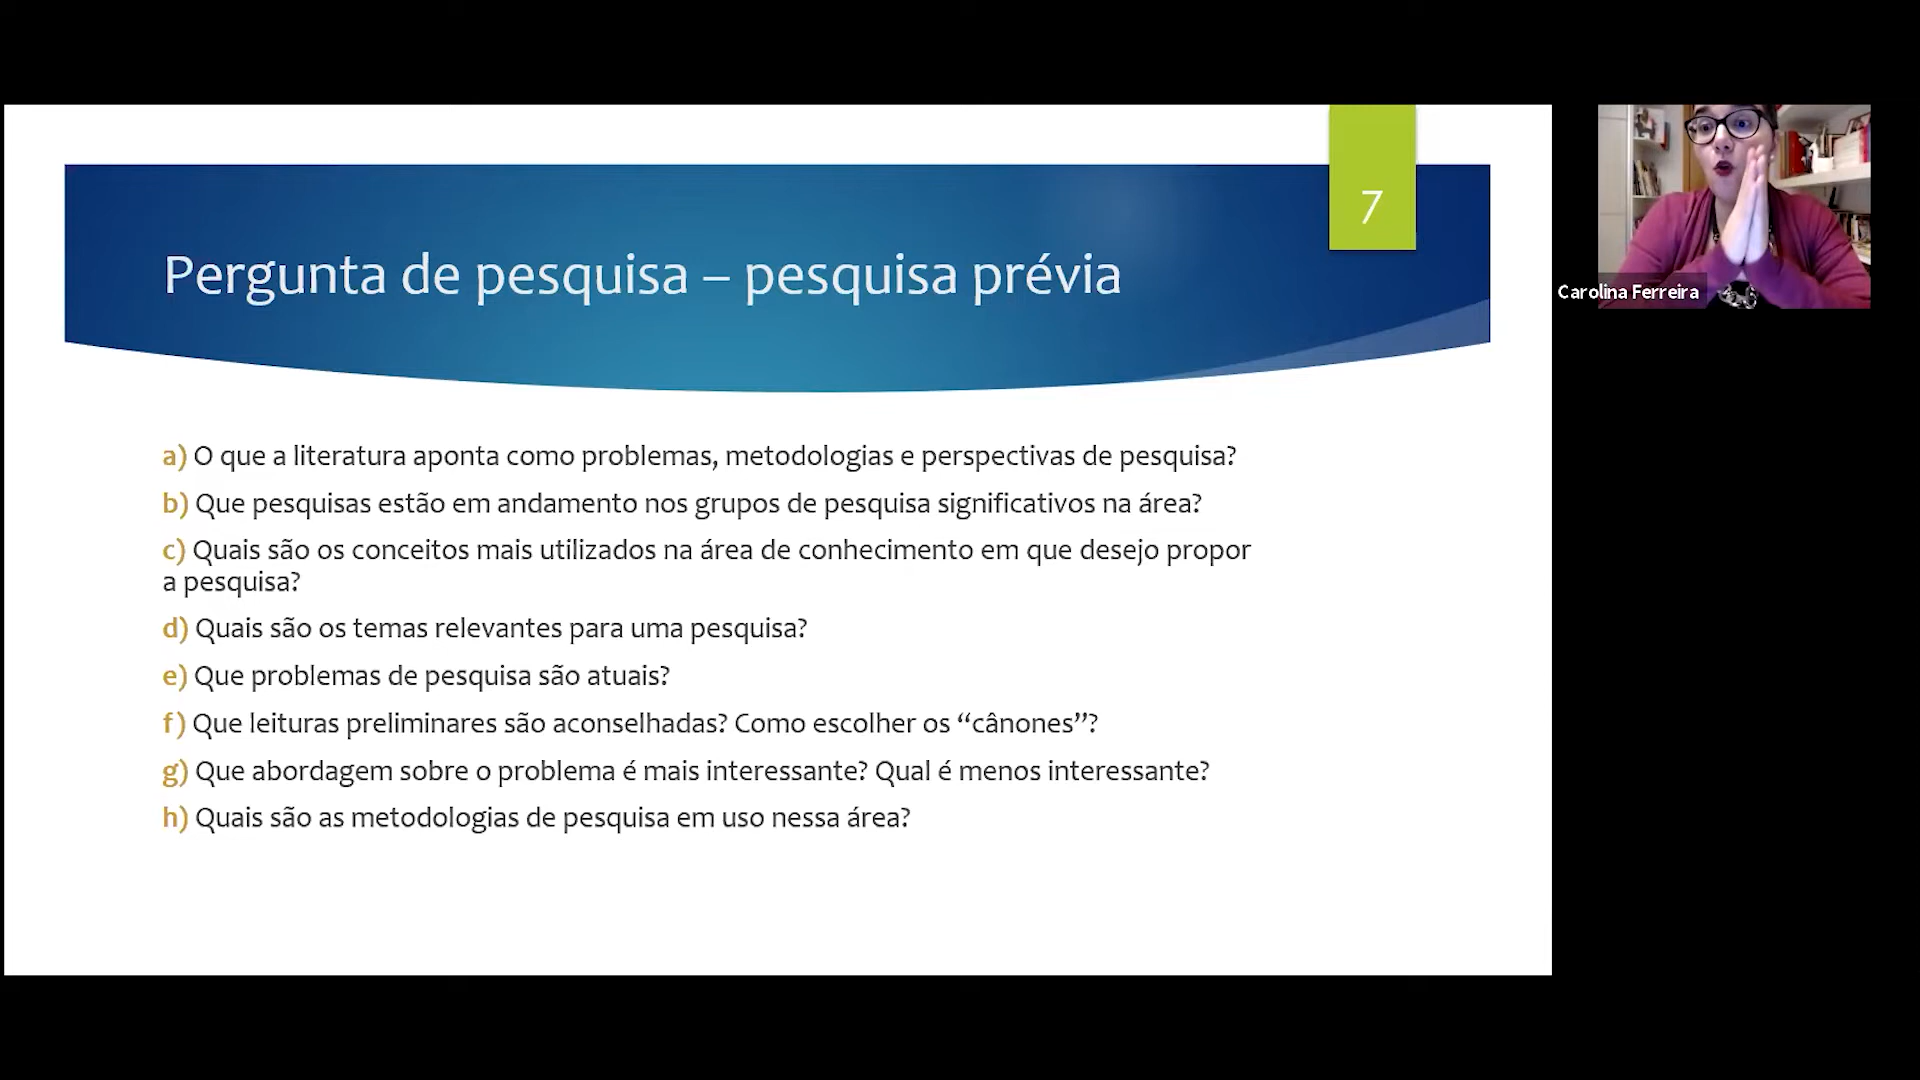 7
Pergunta de pesquisa – pesquisa prévia
Carolina Ferreira
a) O que a literatura aponta como problemas, metodologias e perspectivas de pesquisa?
b) Que pesquisas estão em andamento nos grupos de pesquisa significativos na área?
c) Quais são os conceitos mais utilizados na área de conhecimento em que desejo propor
a pesquisa?
d) Quais são os temas relevantes para uma pesquisa?
e) Que problemas de pesquisa são atuais?
f) Que leituras preliminares são aconselhadas? Como escolher os “cânones”?
g) Que abordagem sobre o problema é mais interessante? Qual é menos interessante?
h) Quais são as metodologias de pesquisa em uso nessa área?